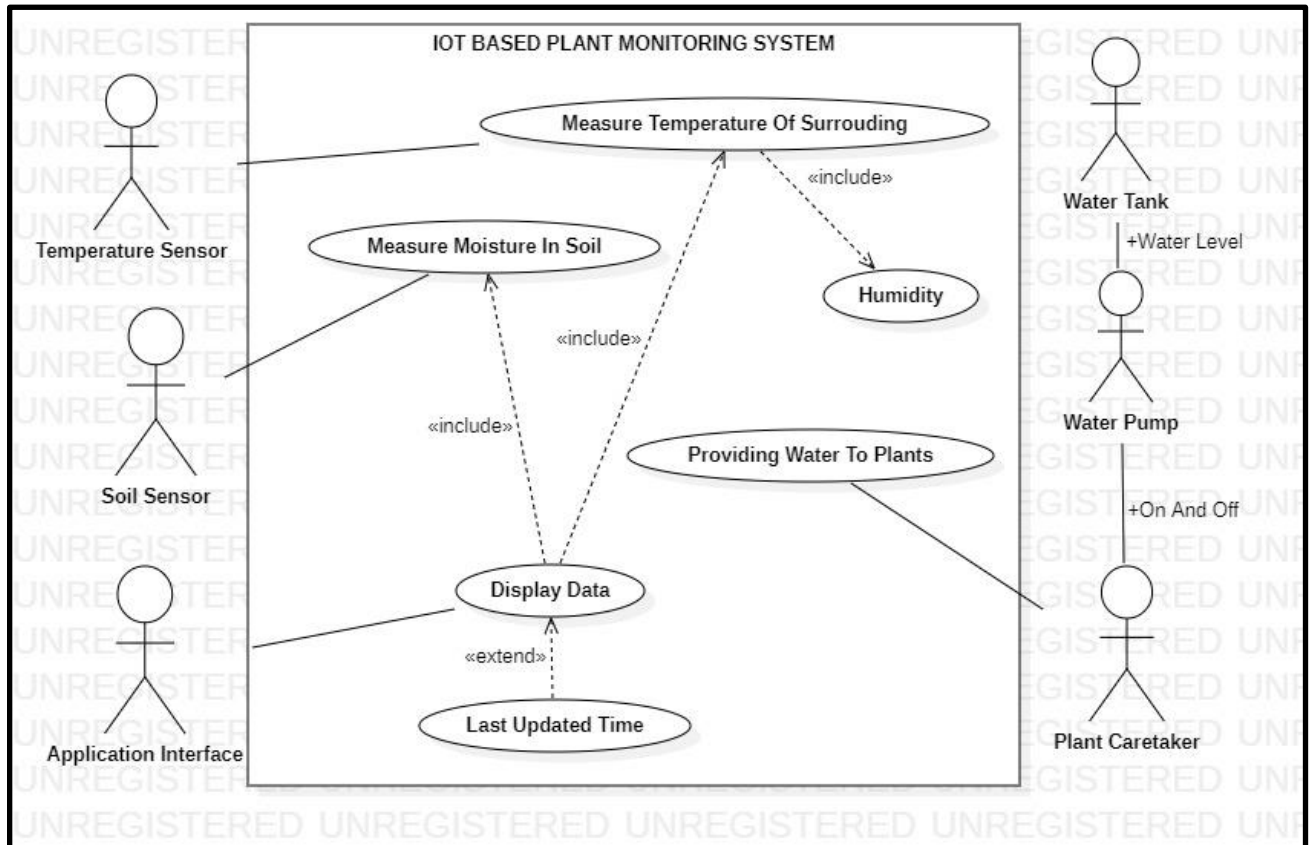 IOT BASED PLANT MONITORING SYSTEM
Measure Temperature Of Surrouding
«include»
Temperature Sensor
Measure Moisture In Soil
Humidity
«include»
Soil Sensor
«include»
Providing Water To Plants
Display Data
«extend»
Last Updated Time
Application Interface
Water Tank
+Water Level
Water Pump
+On And Off
Plant Caretaker
UNREGISTERED UNREGISTERED UNREGISTERED UNREGISTERED UNR